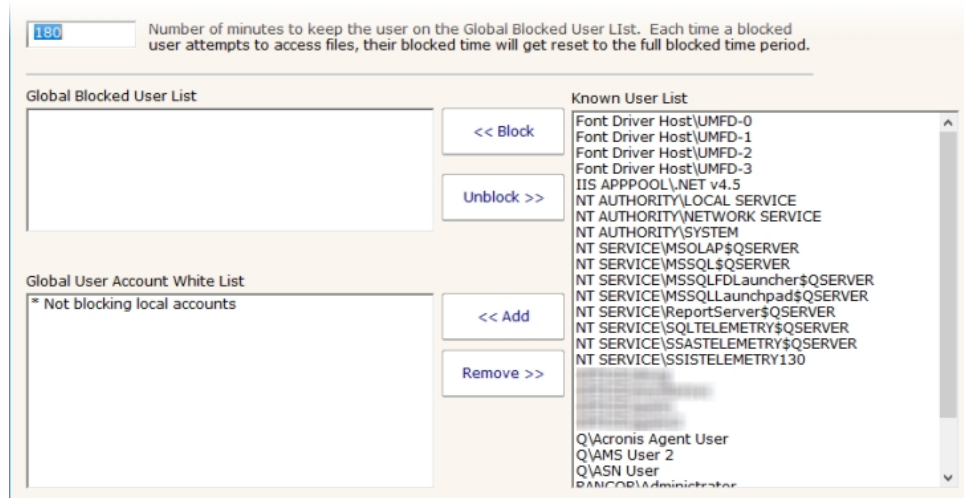 180
Number of minutes to keep the user on the Global Blocked User LIst. Each time a blocked
user attempts to access files, their blocked time will get reset to the full blocked time period.
Global Blocked User List
<< Block
Unblock >>
Global User Account White List
* Not blocking local accounts
<< Add
Remove >>
Known User List
Font Driver Host\UMFD-0
Font Driver Host\UMFD-1
Font Driver Host\UMFD-2
Font Driver Host\UMFD-3
IIS APPPOOL\.NET v4.5
NT AUTHORITY\LOCAL SERVICE
NT AUTHORITY\NETWORK SERVICE
NT AUTHORITY\SYSTEM
NT SERVICE\MSOLAP$QSERVER
NT SERVICE\MSSQL$QSERVER
NT SERVICE\MSSQLFDLauncher$QSERVER
NT SERVICE\MSSQLLaunchpad$QSERVER
NT SERVICE\ReportServer$QSERVER
NT SERVICE\SQLTELEMETRY$QSERVER
NT SERVICE\SSASTELEMETRY$QSERVER
NT SERVICE\SSISTELEMETRY130
Q\Acronis Agent User
Q\AMS User 2
Q\ASN User
RANCOR\Administrator